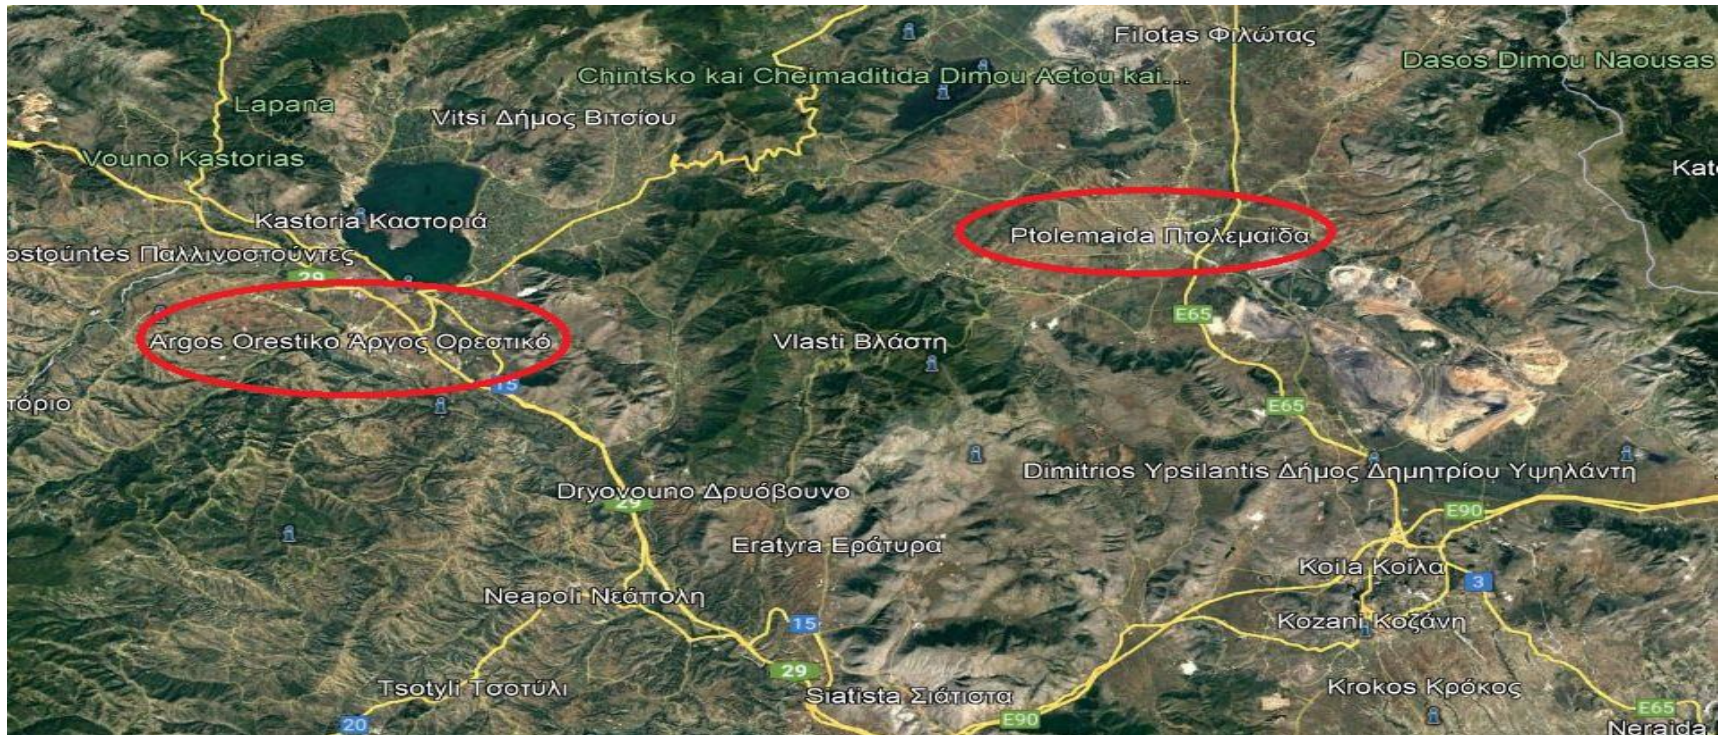 Filotas Φιλώτας
Dasos Dimou Naousas
Chintsko kai Cheimaditida Dimou Aetou kai...
Lapana
Vitsi Δήμος Βιτσίου
Vouno Kastorias
Kastoria Καστοριά
Ptolemaida Πτολεμαΐδα
Παλλινοστούντες
29
E65
Argos Orestiko Άργος Ορεστικό
Vlasti Βλάστη
15
E65
Dimitrios Ypsilantis Δήμος Δημητρίου Υψηλάντη
Dryovouno Δρυόβουνο
29
E90
Eratyra Εράτυρα
Koila Κοίλα
3
Neapoli Νεάπολη
15
Kozani Κοζάνη
29
Tsotyli Τσοτύλι
Siatista Σιάτιστα
Krokos Κρόκος
20
E90
E65
Neraida